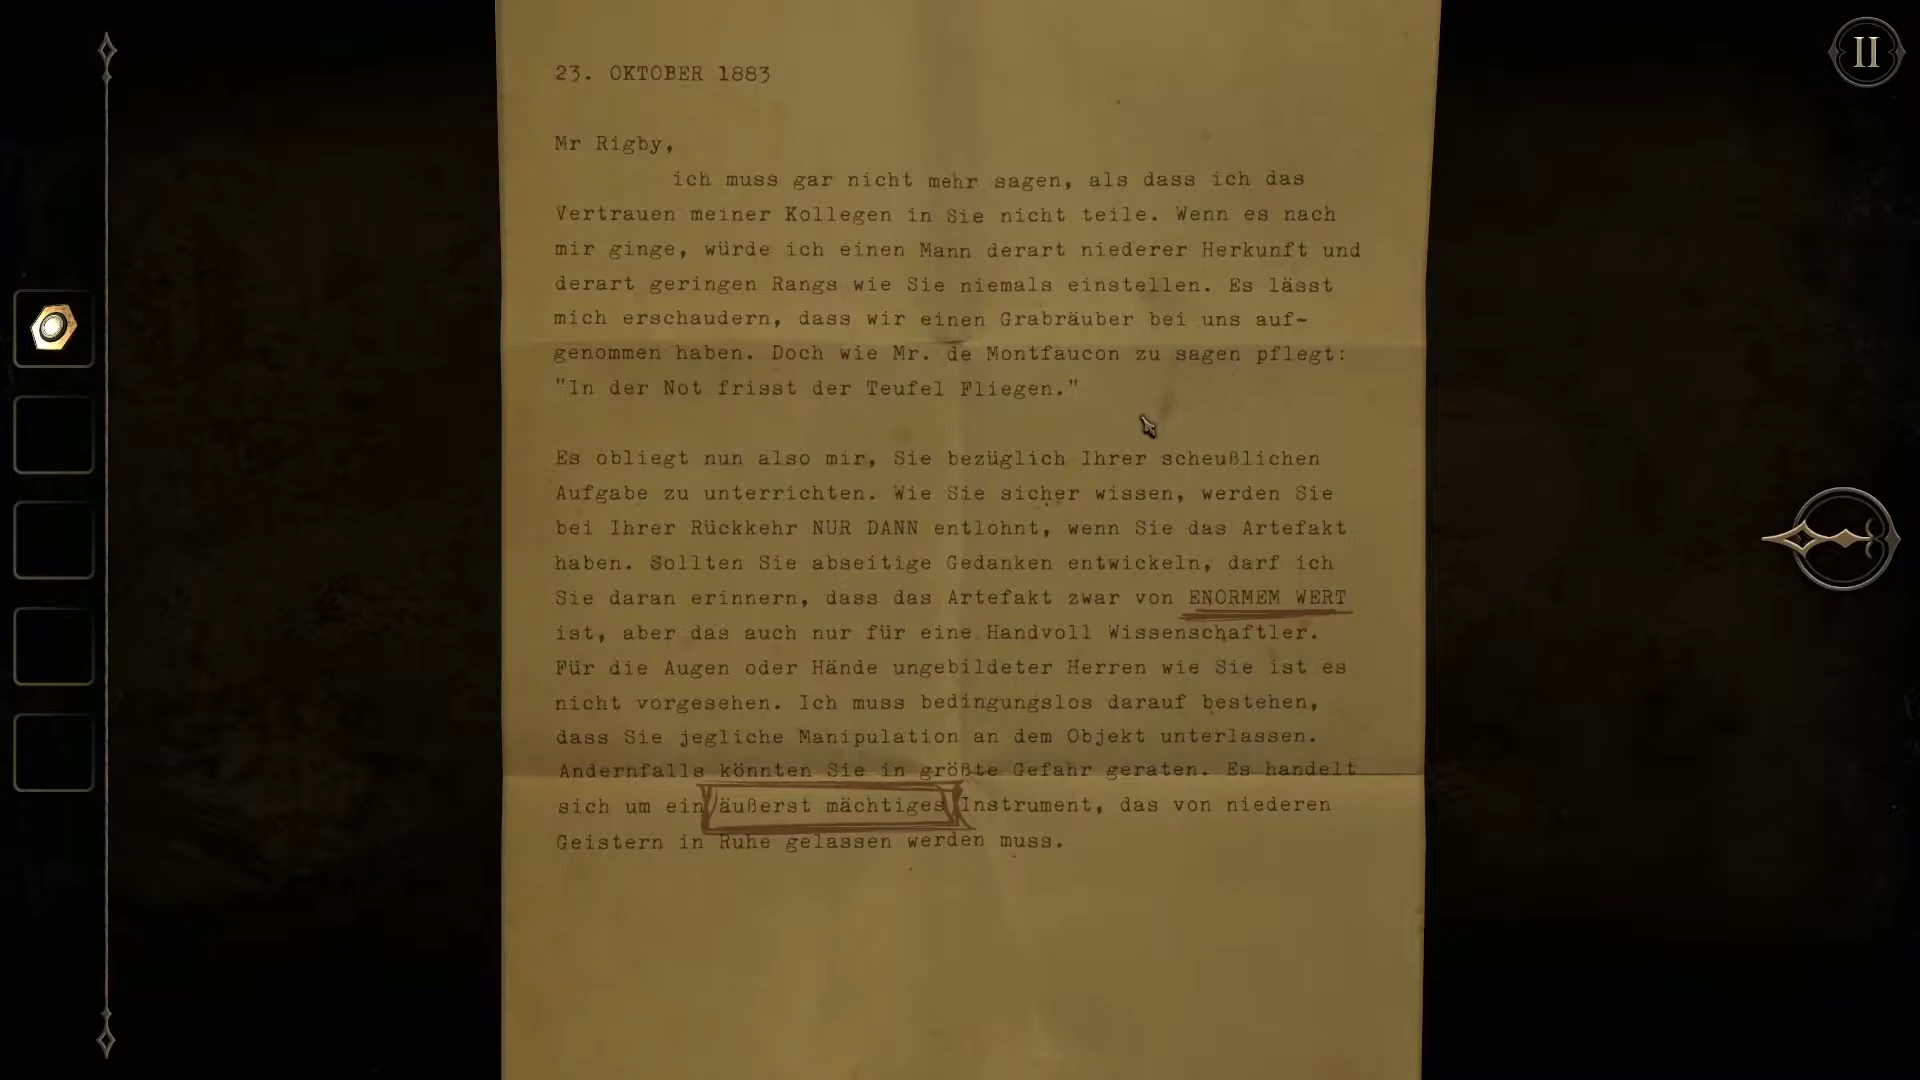 23. OKTOBER 1883
Mr Rigby,
ich muss gar nicht mehr sagen, als dass ich das
Vertrauen meiner Kollegen in Sie nicht teile. Wenn es nach
mir ginge, würde ich einen Mann derart niederer Herkunft und
derart geringen Rangs wie Sie niemals einstellen. Es lässt
mich erschaudern, dass wir einen Grabräuber bei uns auf-
genommen haben. Doch wie Mr. de Montfaucon zu sagen pflegt:
"In der Not frisst der Teufel Fliegen."
Es obliegt nun also mir, Sie bezüglich Ihrer scheußlichen
Aufgabe zu unterrichten. Wie Sie sicher wissen, werden Sie
bei Ihrer Rückkehr NUR DANN entlohnt, wenn Sie das Artefakt
haben. Sollten Sie abseitige Gedanken entwickeln, darf ich
Sie daran erinnern, dass das Artefakt zwar von ENORMEM WERT
ist, aber das auch nur für eine Handvoll Wissenschaftler.
Für die Augen oder Hände ungebildeter Herren wie Sie ist es
nicht vorgesehen. Ich muss bedingungslos darauf bestehen,
dass Sie jegliche Manipulation an dem Objekt unterlassen.
Andernfalls könnten Sie in größte Gefahr geraten. Es handelt
sich um ein äußerst mächtiges Instrument, das von niederen
Geistern in Ruhe gelassen werden muss.